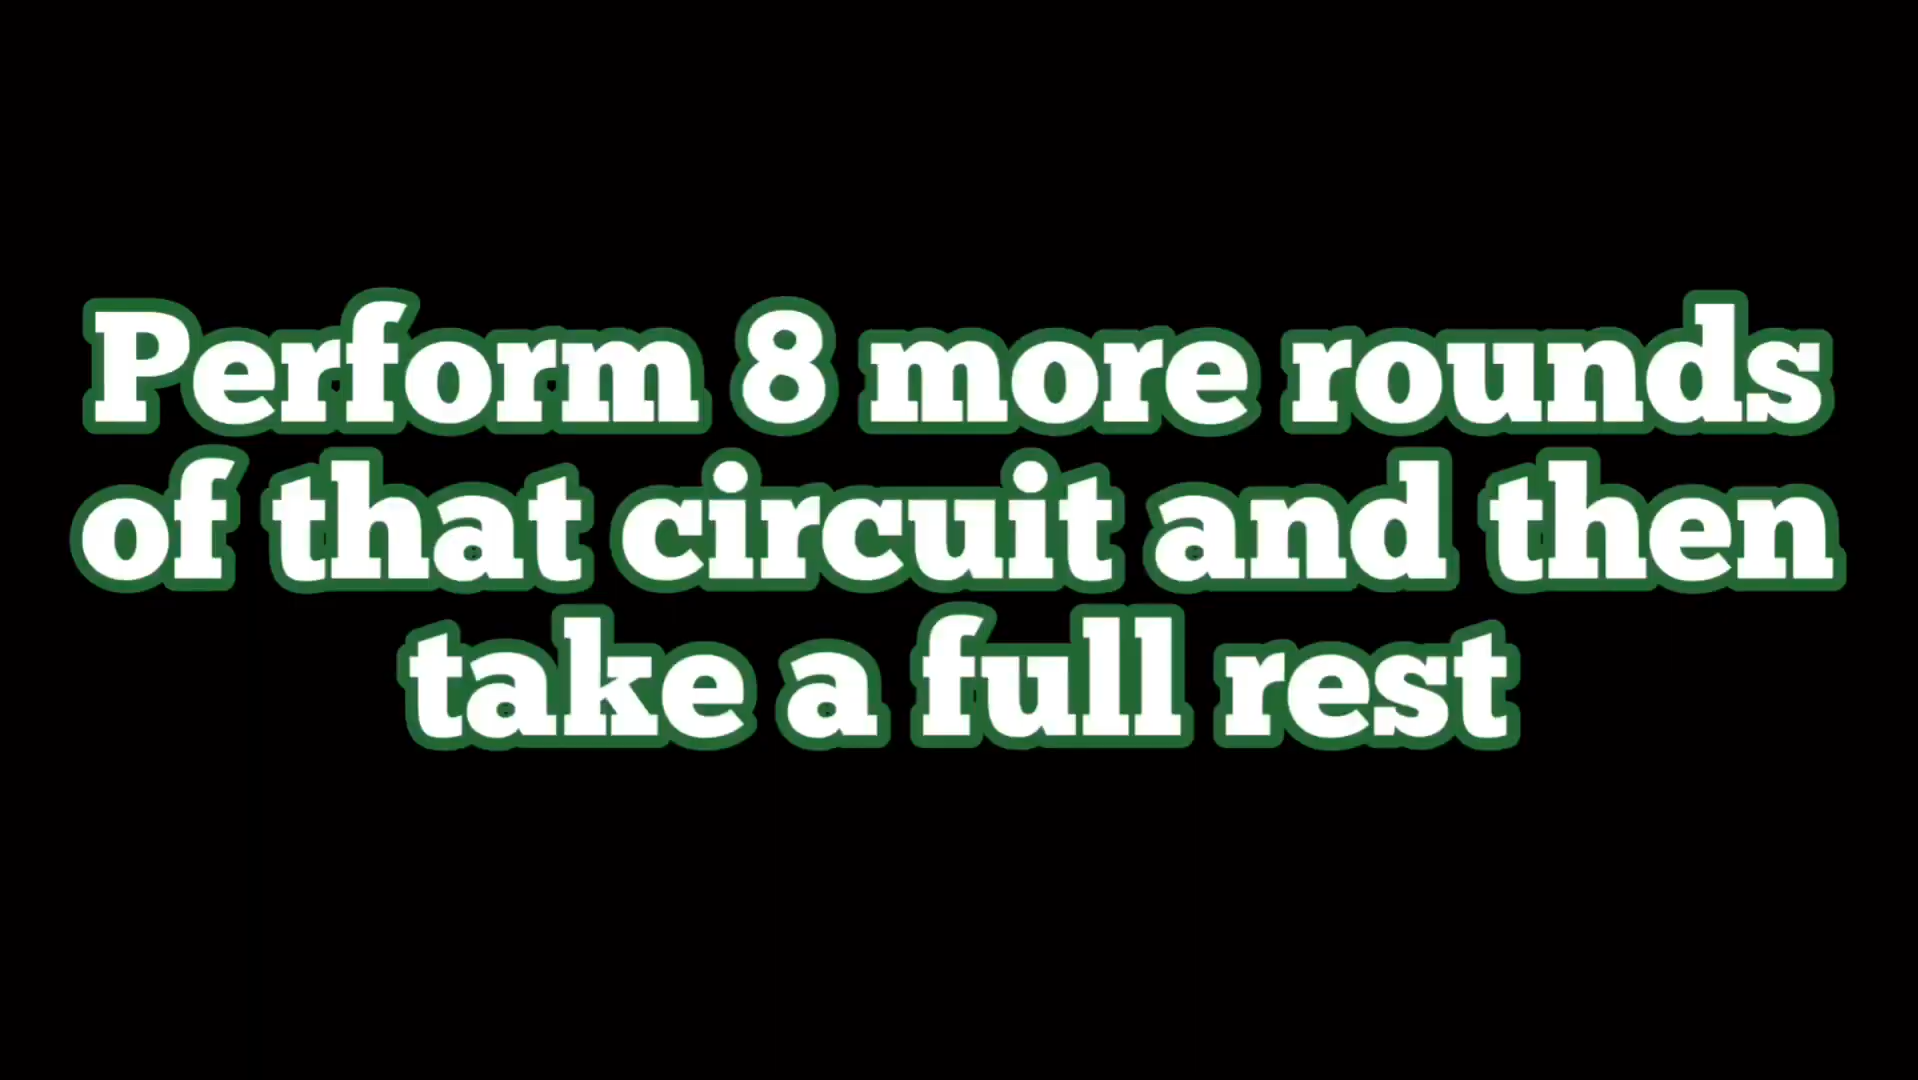 Perform 8 more rounds
of that circuit and then
take a full rest